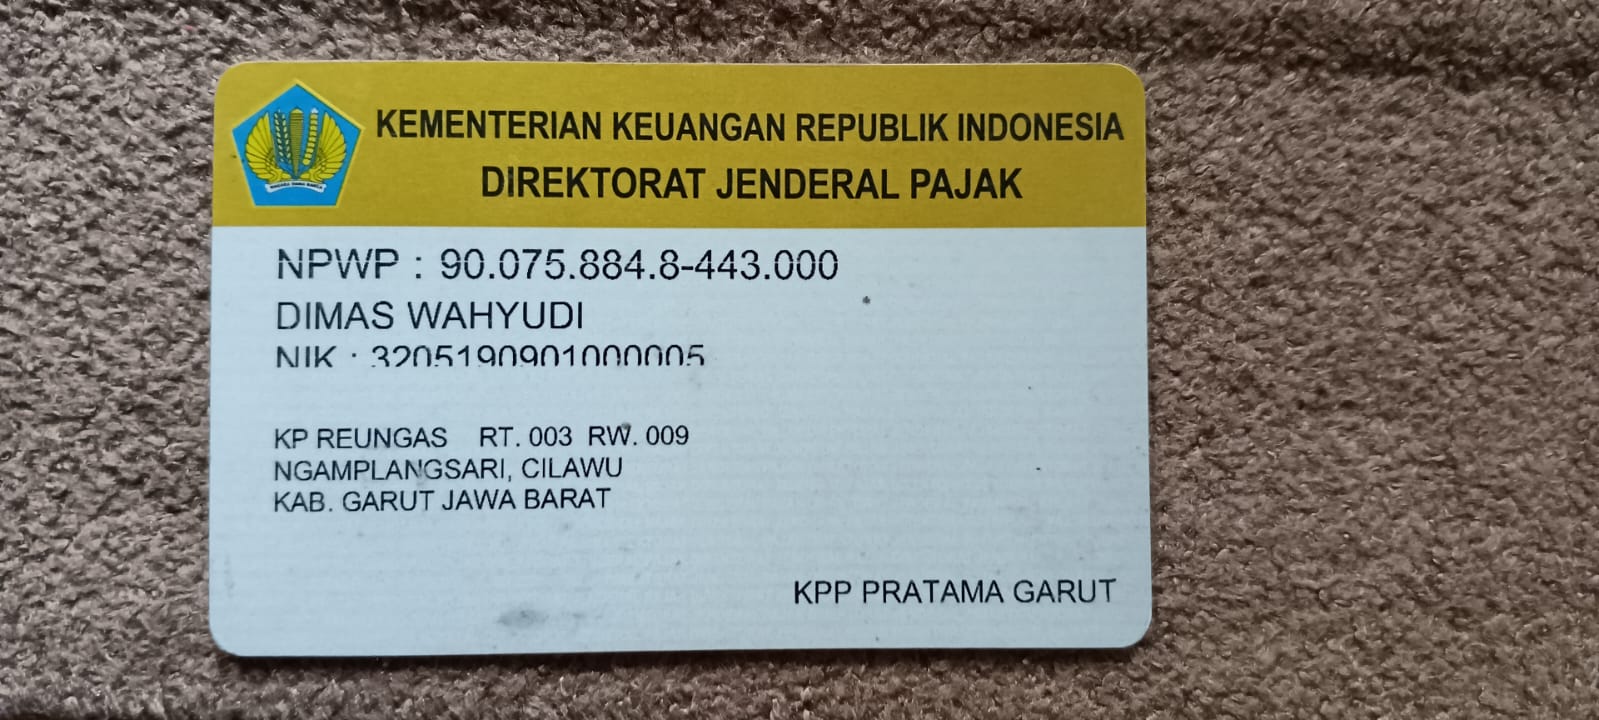 KEMENTERIAN KEUANGAN REPUBLIK INDONESIA
DIREKTORAT JENDERAL PAJAK
NPWP : 90.075.884.8-443.000
DIMAS WAHYUDI
NIK : 3205190901000005
KP REUNGAS RT. 003 RW. 009
NGAMPLANGSARI, CILAWU
KAB. GARUT JAWA BARAT
KPP PRATAMA GARUT